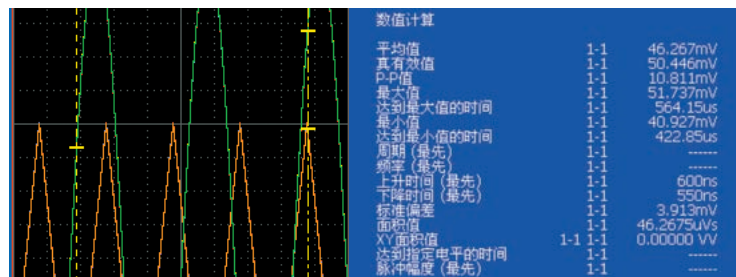 数值计算
平均值 1-1 46.267mV
真有效值 1-1 50.446mV
P-P值 1-1 10.811mV
最大值 1-1 51.737mV
达到最大值的时间 1-1 564.15us
最小值 1-1 40.927mV
达到最小值的时间 1-1 422.85us
周期 (最先) 1-1 ------
频率 (最先) 1-1 ------
上升时间 (最先) 1-1 600ns
下降时间 (最先) 1-1 550ns
标准偏差 1-1 3.913mV
面积值 1-1 46.2675uVs
XY面积值 1-1 1-1 0.00000 VV
达到指定电平的时间 1-1 ------
脉冲幅度 (最先) 1-1 ------